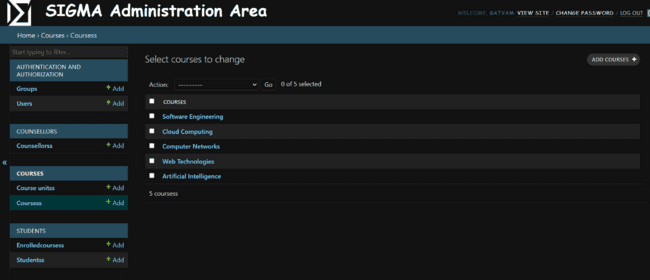 SIGMA Administration Area
WELCOME, SATYAM VIEW SITE / CHANGE PASSWORD / LOG OUT
Home › Courses › Coursess
Start typing to filter...
AUTHENTICATION AND
AUTHORIZATION
Groups + Add
Users + Add
COUNSELLORS
Counsellorss + Add
COURSES
Course unitss + Add
Coursess + Add
STUDENTS
Enrolledcoursess + Add
Studentss + Add
«
Select courses to change
ADD COURSES +
Action: --------- Go 0 of 5 selected
COURSES
Software Engineering
Cloud Computing
Computer Networks
Web Technologies
Artificial Intelligence
5 coursess